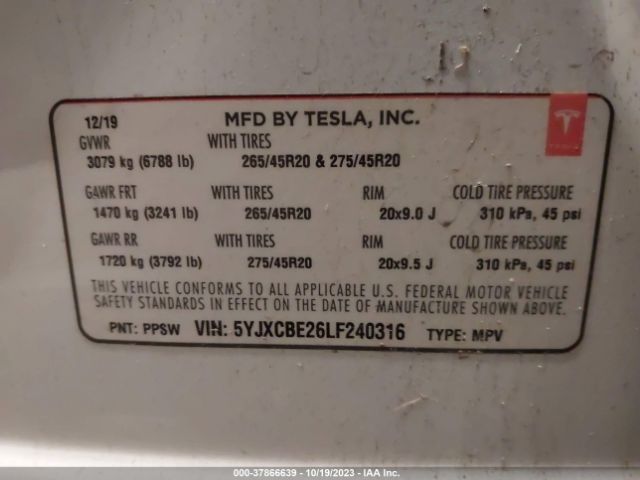 12/19 MFD BY TESLA, INC.
GVWR WITH TIRES
3079 kg (6788 lb) 265/45R20 & 275/45R20
GAWR FRT WITH TIRES RIM COLD TIRE PRESSURE
1470 kg (3241 lb) 265/45R20 20x9.0 J 310 kPa, 45 psi
GAWR RR WITH TIRES RIM COLD TIRE PRESSURE
1720 kg (3792 lb) 275/45R20 20x9.5 J 310 kPa, 45 psi
THIS VEHICLE CONFORMS TO ALL APPLICABLE U.S. FEDERAL MOTOR VEHICLE
SAFETY STANDARDS IN EFFECT ON THE DATE OF MANUFACTURE SHOWN ABOVE.
PNT: PPSW VIN: 5YJXCBE26LF240316 TYPE: MPV
TESLA
000-37866639 - 10/19/2023 - IAA Inc.